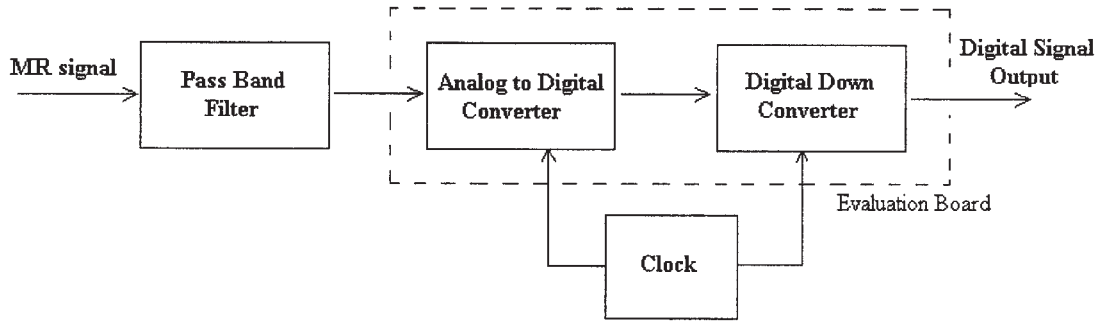 MR signal
Pass Band
Filter
Analog to Digital
Converter
Digital Down
Converter
Digital Signal
Output
Evaluation Board
Clock